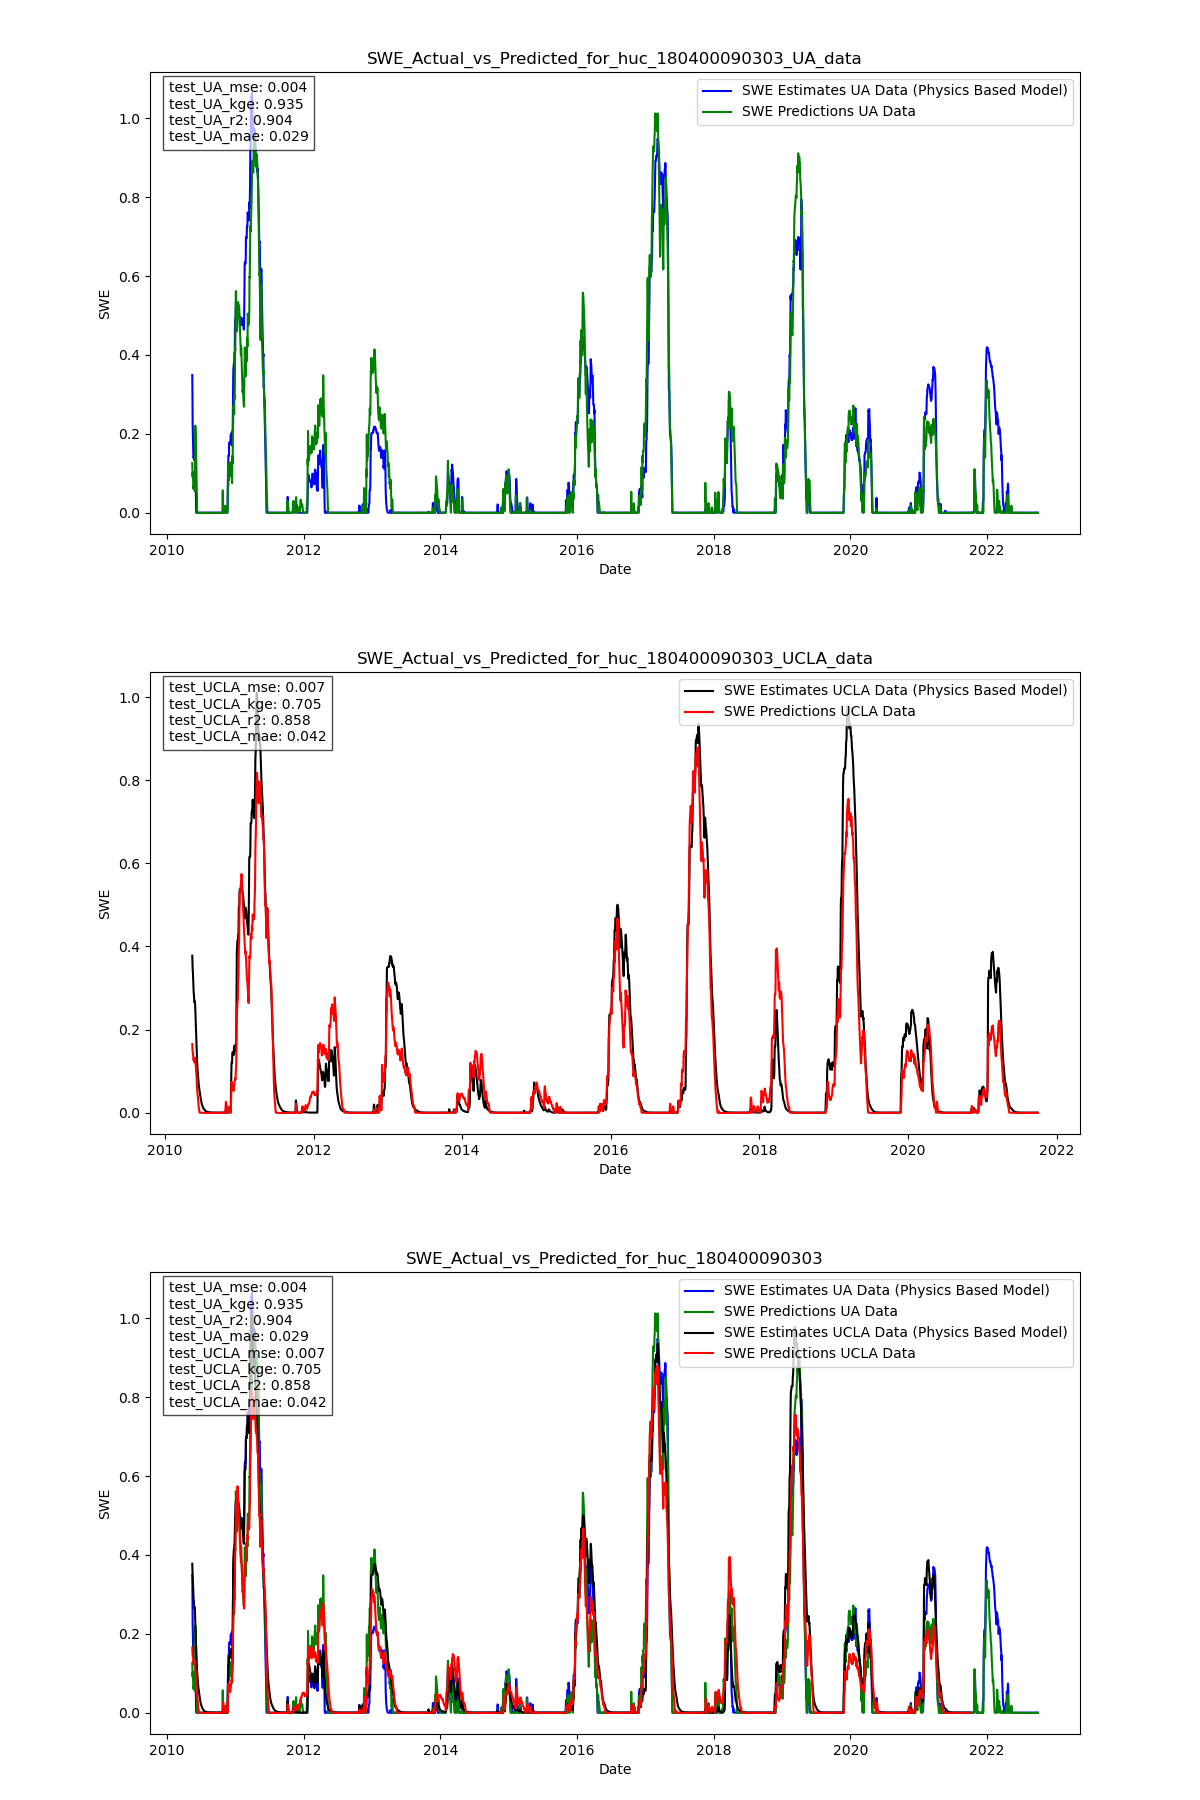 SWE_Actual_vs_Predicted_for_huc_180400090303_UA_data
test_UA_mse: 0.004
test_UA_kge: 0.935
test_UA_r2: 0.904
test_UA_mae: 0.029
SWE Estimates UA Data (Physics Based Model)
SWE Predictions UA Data
1.0
0.8
0.6
0.4
0.2
0.0
SWE
2010
2012
2014
2016
2018
2020
2022
Date
SWE_Actual_vs_Predicted_for_huc_180400090303_UCLA_data
test_UCLA_mse: 0.007
test_UCLA_kge: 0.705
test_UCLA_r2: 0.858
test_UCLA_mae: 0.042
SWE Estimates UCLA Data (Physics Based Model)
SWE Predictions UCLA Data
1.0
0.8
0.6
0.4
0.2
0.0
SWE
2010
2012
2014
2016
2018
2020
2022
Date
SWE_Actual_vs_Predicted_for_huc_180400090303
test_UA_mse: 0.004
test_UA_kge: 0.935
test_UA_r2: 0.904
test_UA_mae: 0.029
test_UCLA_mse: 0.007
test_UCLA_kge: 0.705
test_UCLA_r2: 0.858
test_UCLA_mae: 0.042
SWE Estimates UA Data (Physics Based Model)
SWE Predictions UA Data
SWE Estimates UCLA Data (Physics Based Model)
SWE Predictions UCLA Data
1.0
0.8
0.6
0.4
0.2
0.0
SWE
2010
2012
2014
2016
2018
2020
2022
Date